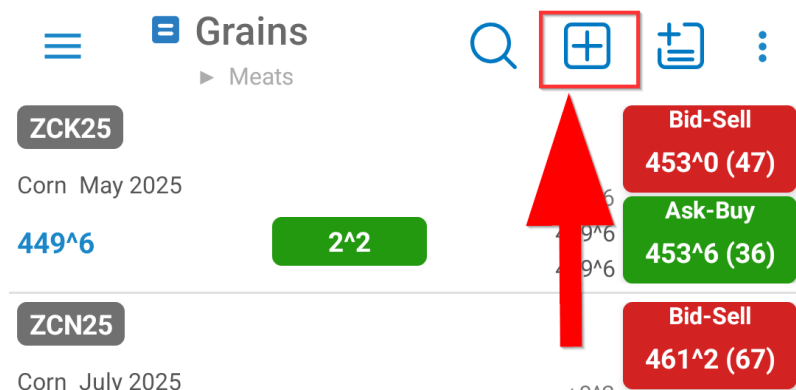 Grains
► Meats
ZCK25
Bid-Sell
453^0 (47)
Corn May 2025
Ask-Buy
449^6
2^2
453^6 (36)
ZCN25
Bid-Sell
461^2 (67)
Corn July 2025